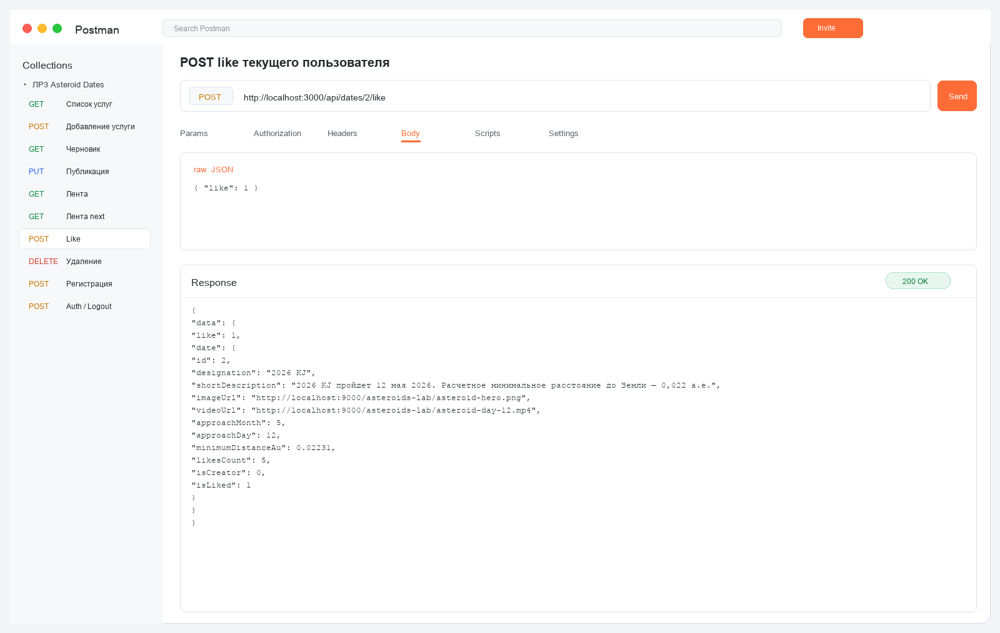 Postman
Search Postman
Invite
Collections
ЛР3 Asteroid Dates
GET Список услуг
POST Добавление услуги
GET Черновик
PUT Публикация
GET Лента
GET Лента next
POST Like
DELETE Удаление
POST Регистрация
POST Auth / Logout
POST like текущего пользователя
POST http://localhost:3000/api/dates/2/like
Send
Params Authorization Headers Body Scripts Settings
raw JSON
{ "like": 1 }
Response
200 OK
{
"data": {
"like": 1,
"date": {
"id": 2,
"designation": "2026 KJ",
"shortDescription": "2026 KJ пройдет 12 мая 2026. Расчетное минимальное расстояние до Земли — 0,022 а.е.",
"imageUrl": "http://localhost:9000/asteroids-lab/asteroid-hero.png",
"videoUrl": "http://localhost:9000/asteroids-lab/asteroid-day-12.mp4",
"approachMonth": 5,
"approachDay": 12,
"minimumDistanceAu": 0.02231,
"likesCount": 5,
"isCreator": 0,
"isLiked": 1
}
}
}